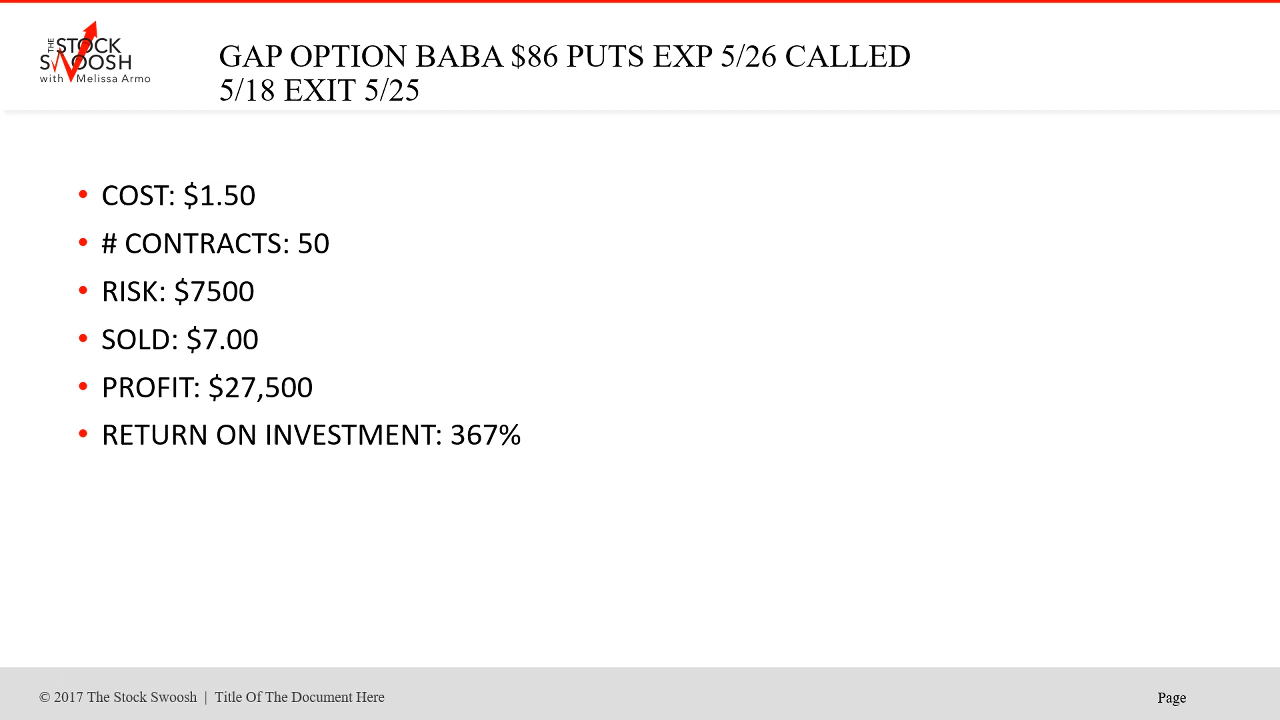 THE STOCK
SWOOSH
with Melissa Armo
GAP OPTION BABA $86 PUTS EXP 5/26 CALLED
5/18 EXIT 5/25
• COST: $1.50
• # CONTRACTS: 50
• RISK: $7500
• SOLD: $7.00
• PROFIT: $27,500
• RETURN ON INVESTMENT: 367%
© 2017 The Stock Swoosh | Title Of The Document Here
Page